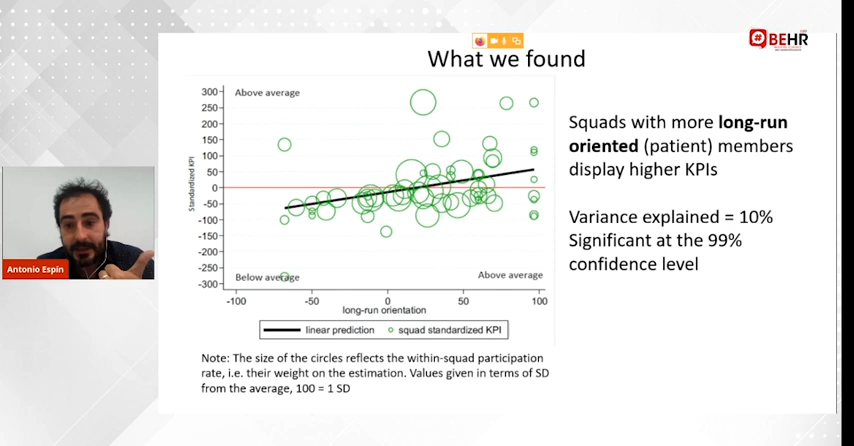 What we found
#BEHR
Above average
300
250
200
150
100
50
0
-50
-100
-150
-200
-250
-300
Standardized KPI
Below average
Above average
-100
-50
0
50
100
long-run orientation
linear prediction
squad standardized KPI
Note: The size of the circles reflects the within-squad participation
rate, i.e. their weight on the estimation. Values given in terms of SD
from the average, 100 = 1 SD
Squads with more long-run
oriented (patient) members
display higher KPIs
Variance explained = 10%
Significant at the 99%
confidence level
Antonio Espín